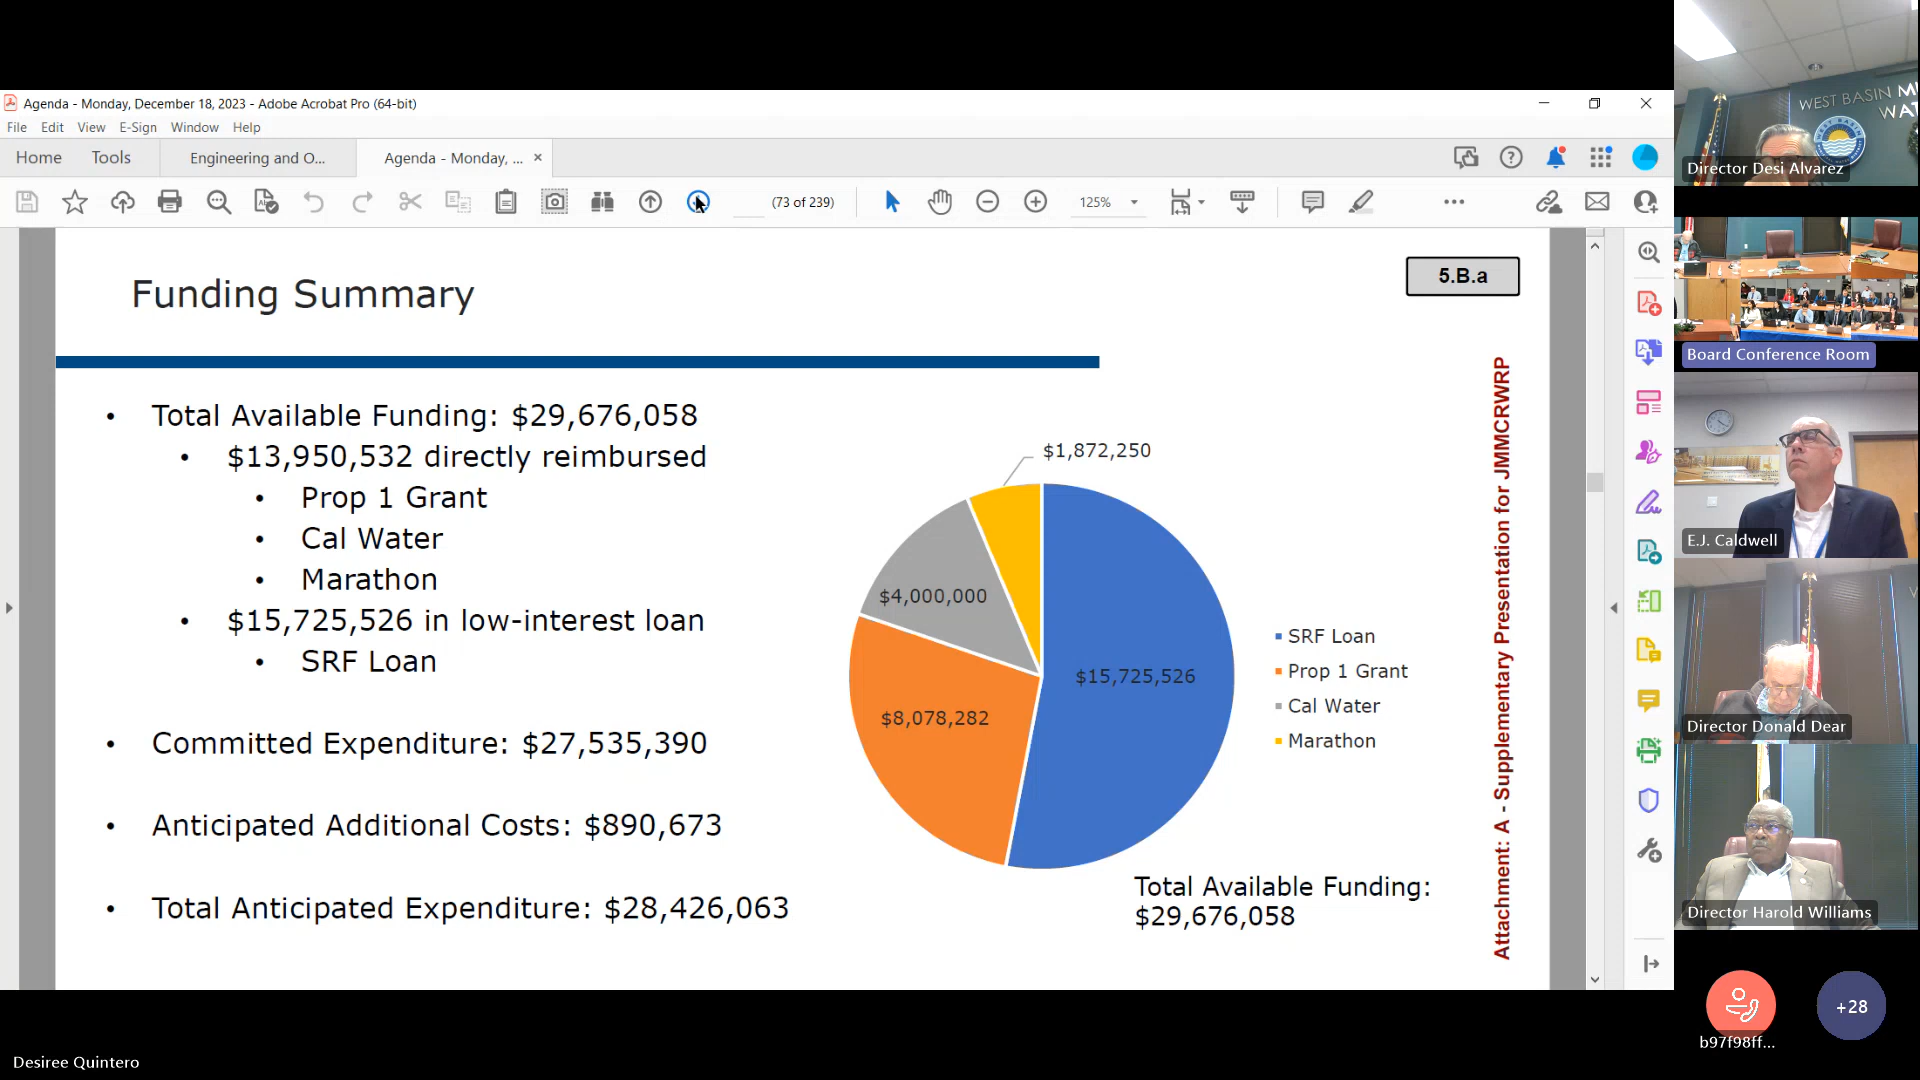 Agenda - Monday, December 18, 2023 - Adobe Acrobat Pro (64-bit)
File Edit View E-Sign Window Help
Home Tools Engineering and O... Agenda - Monday, ... ×
(73 of 239) 125%
Funding Summary
5.B.a
• Total Available Funding: $29,676,058
• $13,950,532 directly reimbursed
• Prop 1 Grant
• Cal Water
• Marathon
• $15,725,526 in low-interest loan
• SRF Loan
• Committed Expenditure: $27,535,390
• Anticipated Additional Costs: $890,673
• Total Anticipated Expenditure: $28,426,063
$1,872,250
$4,000,000
$15,725,526
$8,078,282
SRF Loan
Prop 1 Grant
Cal Water
Marathon
Total Available Funding:
$29,676,058
Attachment: A - Supplementary Presentation for JMMCRWRP
WEST BASIN
Director Desi Alvarez
Board Conference Room
E.J. Caldwell
Director Donald Dear
Director Harold Williams
+28
b97f98ff...
Desiree Quintero